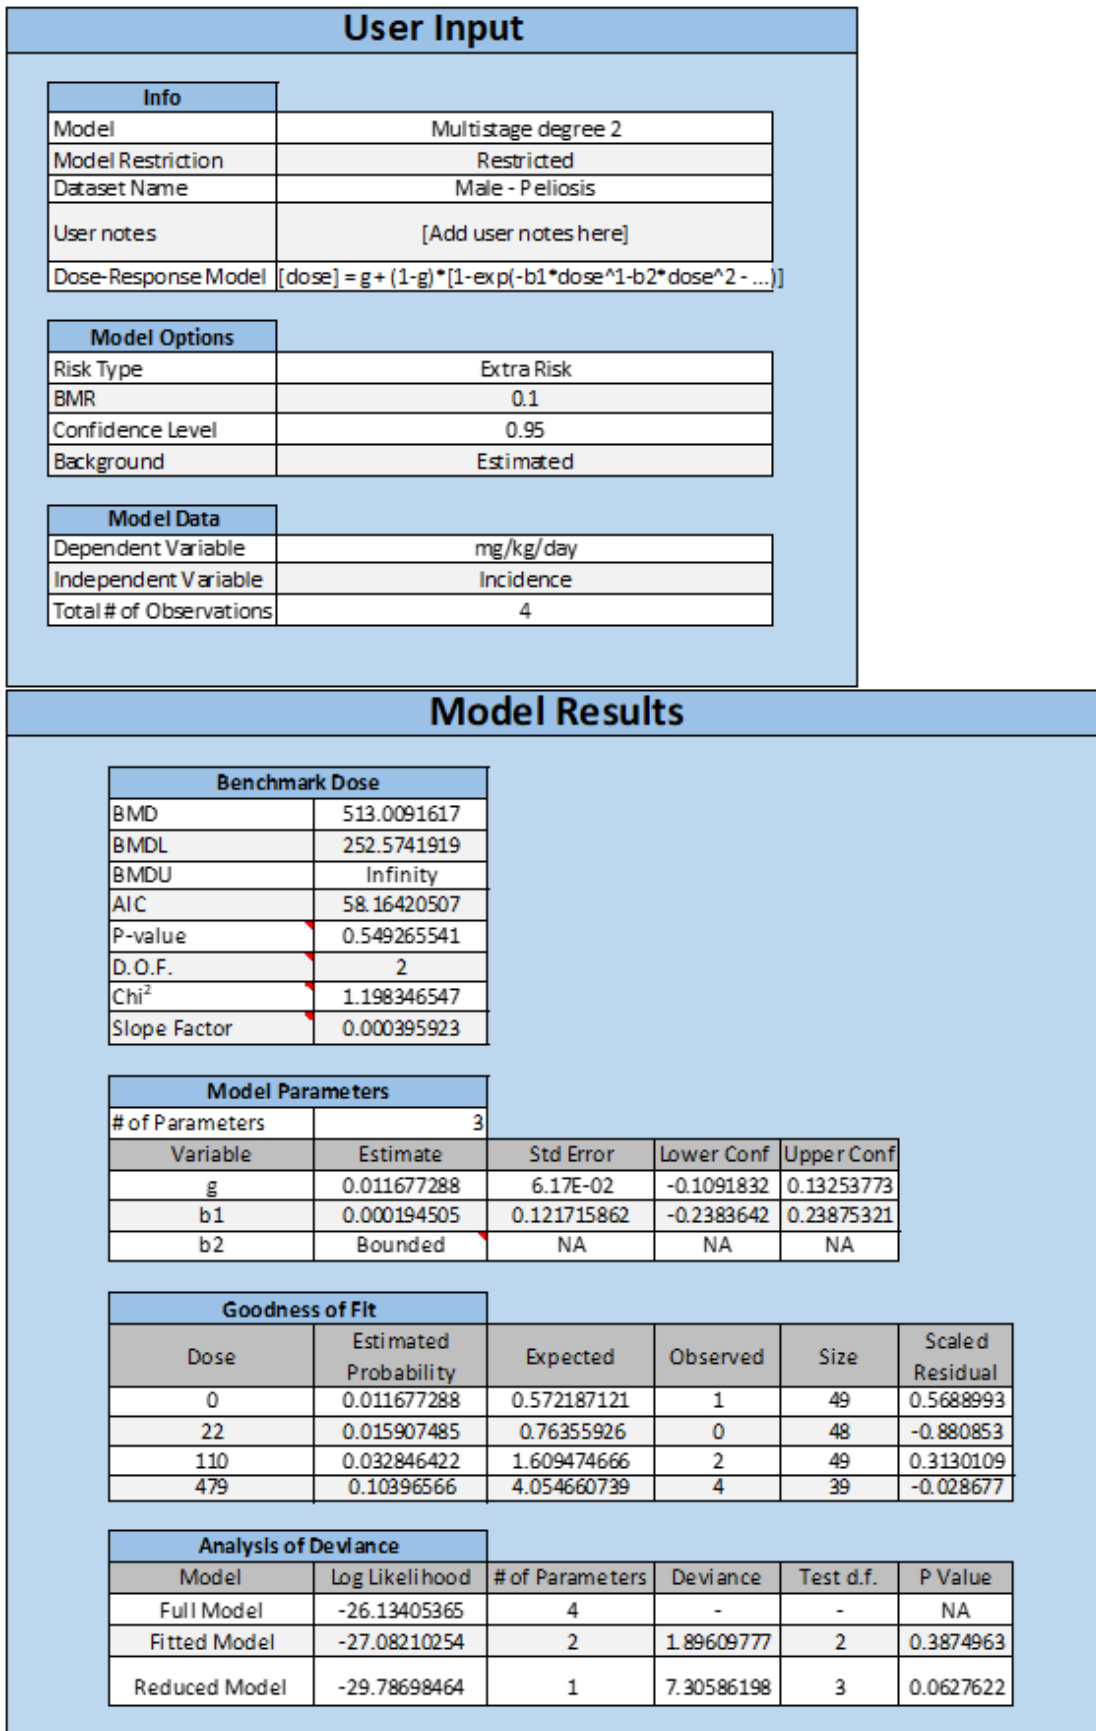 User Input
Info
Model Multistage degree 2
Model Restriction Restricted
Dataset Name Male - Peliosis
User notes [Add user notes here]
Dose-Response Model [dose] = g + (1-g)*[1-exp(-b1*dose^1-b2*dose^2 - ...)]
Model Options
Risk Type Extra Risk
BMR 0.1
Confidence Level 0.95
Background Estimated
Model Data
Dependent Variable mg/kg/day
Independent Variable Incidence
Total # of Observations 4
Model Results
Benchmark Dose
BMD 513.0091617
BMDL 252.5741919
BMDU Infinity
AIC 58.16420507
P-value 0.549265541
D.O.F. 2
Chi² 1.198346547
Slope Factor 0.000395923
Model Parameters
# of Parameters 3
Variable Estimate Std Error Lower Conf Upper Conf
g 0.011677288 6.17E-02 -0.1091832 0.13253773
b1 0.000194505 0.121715862 -0.2383642 0.23875321
b2 Bounded NA NA NA
Goodness of Fit
Dose Estimated Probability Expected Observed Size Scaled Residual
0 0.011677288 0.572187121 1 49 0.5688993
22 0.015907485 0.76355926 0 48 -0.880853
110 0.032846422 1.609474666 2 49 0.3130109
479 0.10396566 4.054660739 4 39 -0.028677
Analysis of Deviance
Model Log Likelihood # of Parameters Deviance Test d.f. P Value
Full Model -26.13405365 4 - - NA
Fitted Model -27.08210254 2 1.89609777 2 0.3874963
Reduced Model -29.78698464 1 7.30586198 3 0.0627622